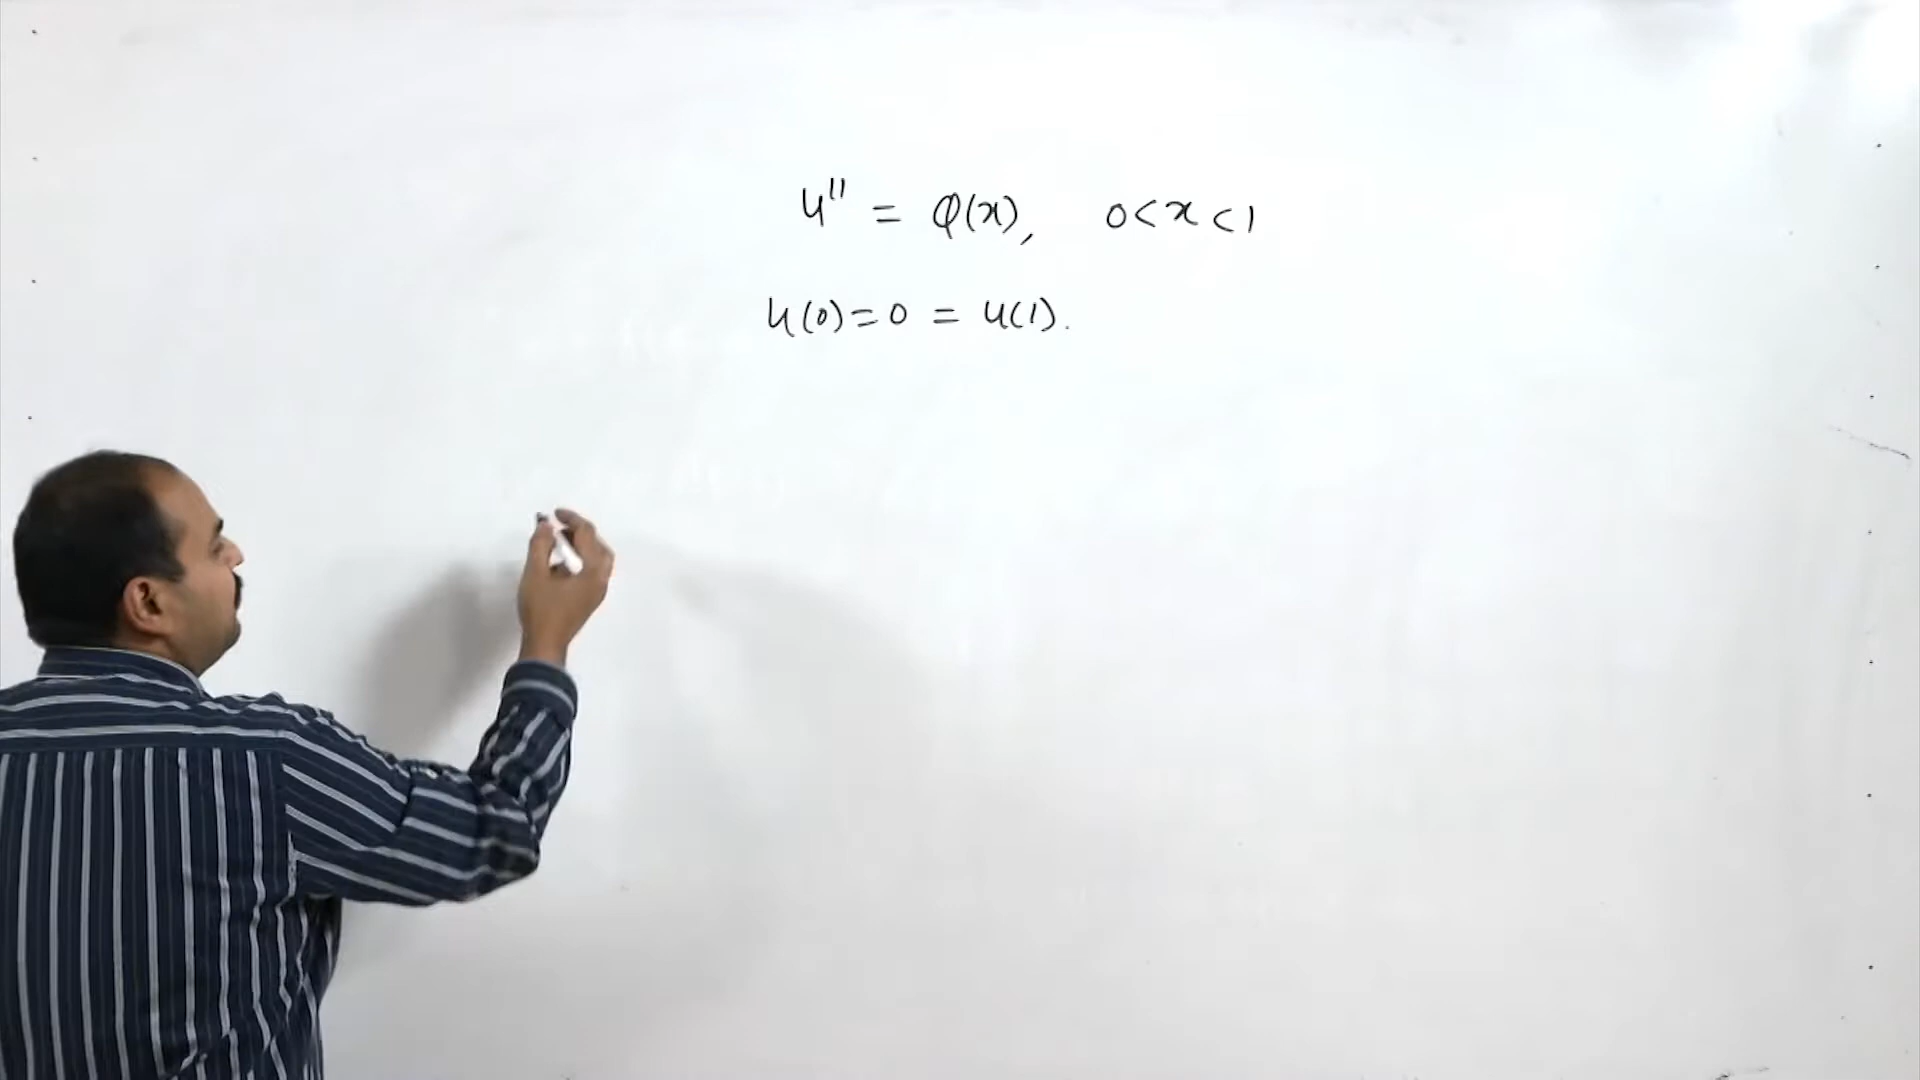 u'' = φ(x), 0<x<1
u(0)=0 = u(1).